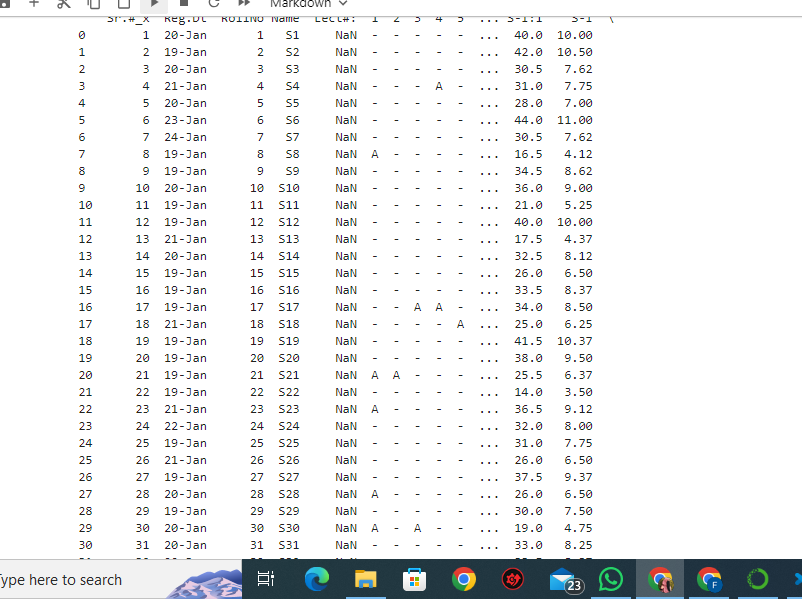 Markdown
Sr.#_x Reg.Dt RollNo Name Lect#: 1 2 3 4 5 ... S-1:1 S-1 \
0 1 20-Jan 1 S1 NaN - - - - - ... 40.0 10.00
1 2 19-Jan 2 S2 NaN - - - - - ... 42.0 10.50
2 3 20-Jan 3 S3 NaN - - - - - ... 30.5 7.62
3 4 21-Jan 4 S4 NaN - - - A - ... 31.0 7.75
4 5 20-Jan 5 S5 NaN - - - - - ... 28.0 7.00
5 6 23-Jan 6 S6 NaN - - - - - ... 44.0 11.00
6 7 24-Jan 7 S7 NaN - - - - - ... 30.5 7.62
7 8 19-Jan 8 S8 NaN A - - - - ... 16.5 4.12
8 9 19-Jan 9 S9 NaN - - - - - ... 34.5 8.62
9 10 20-Jan 10 S10 NaN - - - - - ... 36.0 9.00
10 11 19-Jan 11 S11 NaN - - - - - ... 21.0 5.25
11 12 19-Jan 12 S12 NaN - - - - - ... 40.0 10.00
12 13 21-Jan 13 S13 NaN - - - - - ... 17.5 4.37
13 14 20-Jan 14 S14 NaN - - - - - ... 32.5 8.12
14 15 19-Jan 15 S15 NaN - - - - - ... 26.0 6.50
15 16 19-Jan 16 S16 NaN - - - - - ... 33.5 8.37
16 17 19-Jan 17 S17 NaN - - A A - ... 34.0 8.50
17 18 21-Jan 18 S18 NaN - - - - A ... 25.0 6.25
18 19 19-Jan 19 S19 NaN - - - - - ... 41.5 10.37
19 20 19-Jan 20 S20 NaN - - - - - ... 38.0 9.50
20 21 19-Jan 21 S21 NaN A A - - - ... 25.5 6.37
21 22 19-Jan 22 S22 NaN - - - - - ... 14.0 3.50
22 23 21-Jan 23 S23 NaN A - - - - ... 36.5 9.12
23 24 22-Jan 24 S24 NaN - - - - - ... 32.0 8.00
24 25 19-Jan 25 S25 NaN - - - - - ... 31.0 7.75
25 26 21-Jan 26 S26 NaN - - - - - ... 26.0 6.50
26 27 19-Jan 27 S27 NaN - - - - - ... 37.5 9.37
27 28 20-Jan 28 S28 NaN A - - - - ... 26.0 6.50
28 29 19-Jan 29 S29 NaN - - - - - ... 30.0 7.50
29 30 20-Jan 30 S30 NaN A - A - - ... 19.0 4.75
30 31 20-Jan 31 S31 NaN - - - - - ... 33.0 8.25
Type here to search
23
F